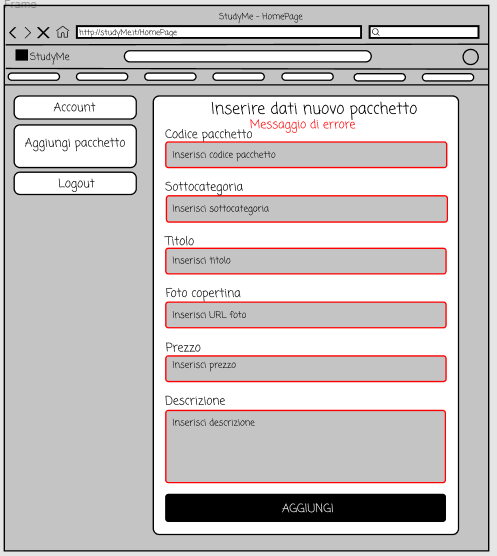 Frame
StudyMe - HomePage
http://studyMe.it/HomePage
StudyMe
Account
Aggiungi pacchetto
Logout
Inserire dati nuovo pacchetto
Messaggio di errore
Codice pacchetto
Inserisci codice pacchetto
Sottocategoria
Inserisci sottocategoria
Titolo
Inserisci titolo
Foto copertina
Inserisci URL foto
Prezzo
Inserisci prezzo
Descrizione
Inserisci descrizione
AGGIUNGI